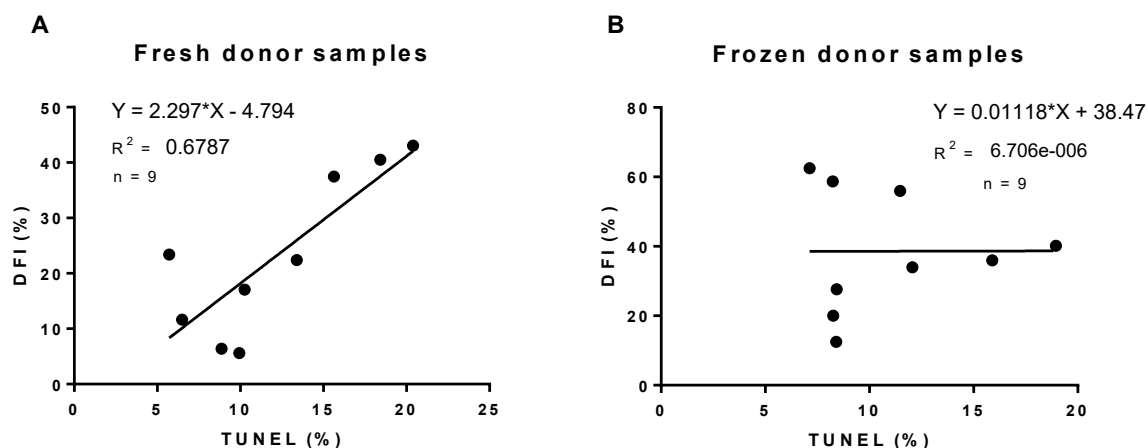 A
Fresh donor samples
Y = 2.297*X - 4.794
R² = 0.6787
n = 9
50
40
30
20
10
0
DFI (%)
0 5 10 15 20 25
TUNEL (%)
B
Frozen donor samples
Y = 0.01118*X + 38.47
R² = 6.706e-006
n = 9
80
60
40
20
0
DFI (%)
0 5 10 15 20
TUNEL (%)